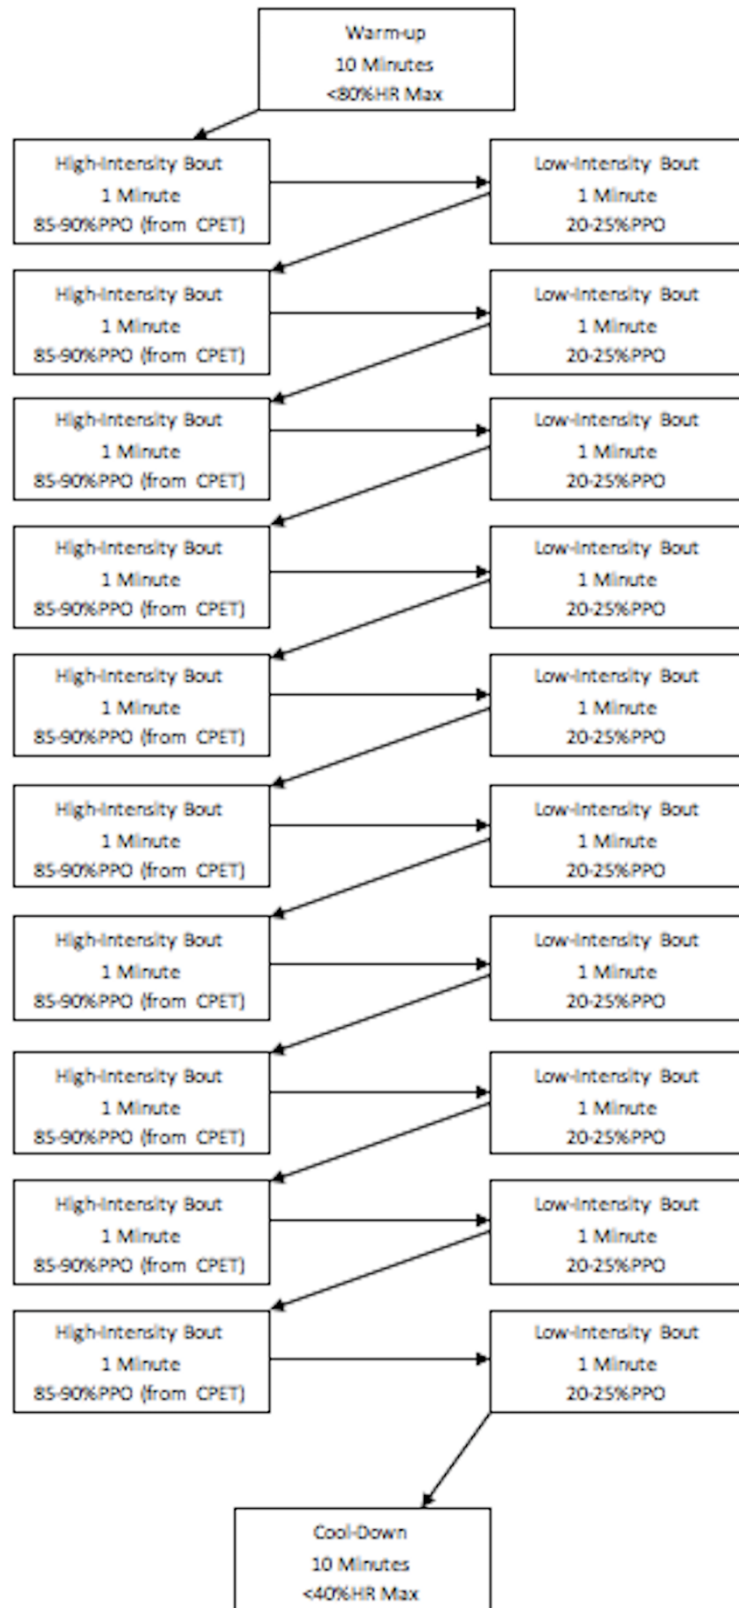 Warm-up
10 Minutes
<80%HR Max
High-Intensity Bout
1 Minute
85-90%PPO (from CPET)
Low-Intensity Bout
1 Minute
20-25%PPO
High-Intensity Bout
1 Minute
85-90%PPO (from CPET)
Low-Intensity Bout
1 Minute
20-25%PPO
High-Intensity Bout
1 Minute
85-90%PPO (from CPET)
Low-Intensity Bout
1 Minute
20-25%PPO
High-Intensity Bout
1 Minute
85-90%PPO (from CPET)
Low-Intensity Bout
1 Minute
20-25%PPO
High-Intensity Bout
1 Minute
85-90%PPO (from CPET)
Low-Intensity Bout
1 Minute
20-25%PPO
High-Intensity Bout
1 Minute
85-90%PPO (from CPET)
Low-Intensity Bout
1 Minute
20-25%PPO
High-Intensity Bout
1 Minute
85-90%PPO (from CPET)
Low-Intensity Bout
1 Minute
20-25%PPO
High-Intensity Bout
1 Minute
85-90%PPO (from CPET)
Low-Intensity Bout
1 Minute
20-25%PPO
High-Intensity Bout
1 Minute
85-90%PPO (from CPET)
Low-Intensity Bout
1 Minute
20-25%PPO
High-Intensity Bout
1 Minute
85-90%PPO (from CPET)
Low-Intensity Bout
1 Minute
20-25%PPO
Cool-Down
10 Minutes
<40%HR Max